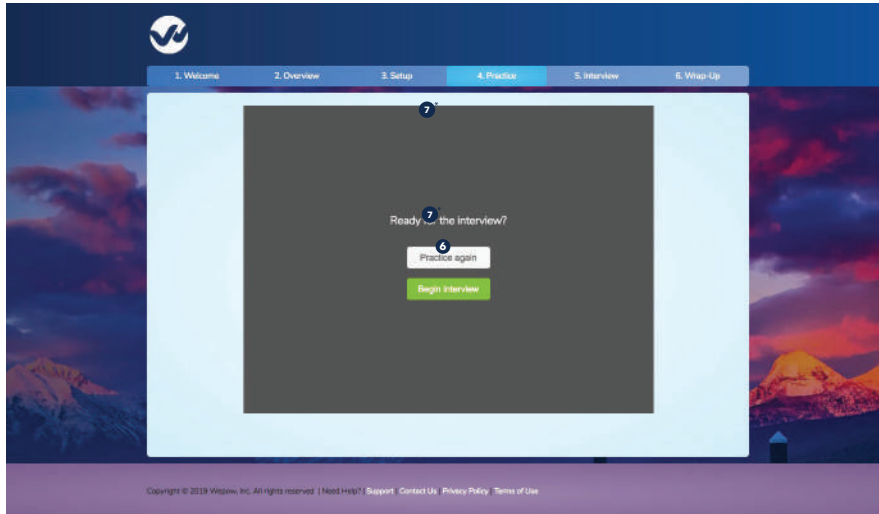 1. Welcome 2. Overview 3. Setup 4. Practice 5. Interview 6. Wrap-Up
7*
7*
Ready for the interview?
6
Practice again
Begin interview
Copyright © 2019 Wepow, Inc. All rights reserved | Need Help? | Support | Contact Us | Privacy Policy | Terms of Use